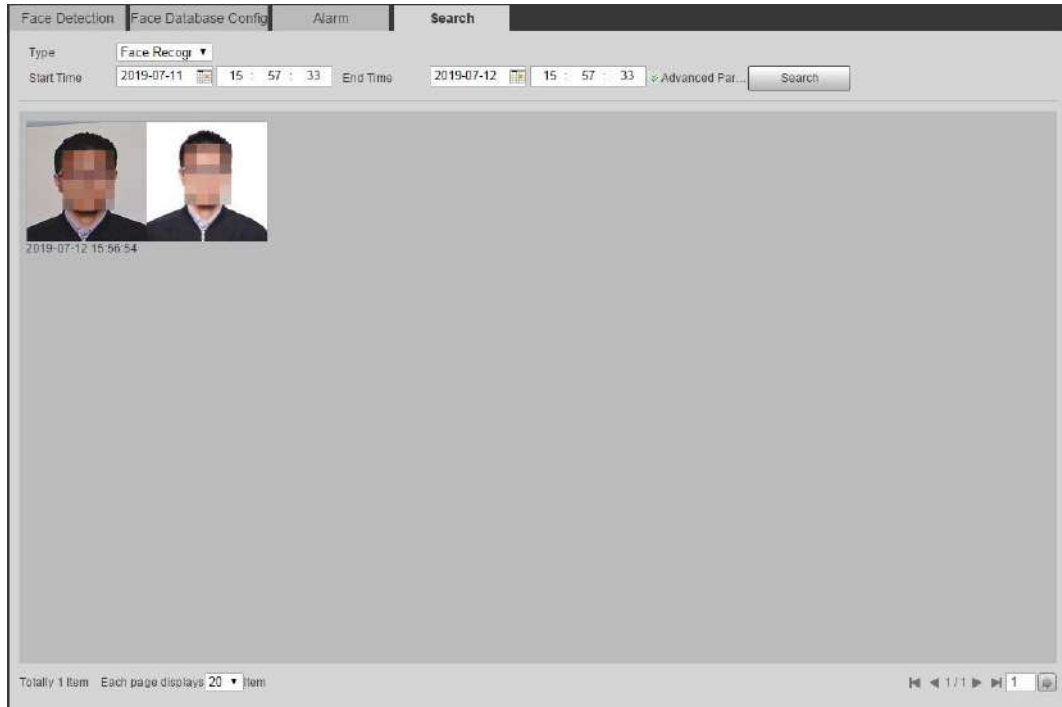 Face Detection Face Database Config Alarm Search
Type Face Recogr
Start Time 2019-07-11 15 : 57 : 33 End Time 2019-07-12 15 : 57 : 33 Advanced Par... Search
2019-07-12 15:56:54
Totally 1 Item Each page displays 20 Item 1 / 1 1